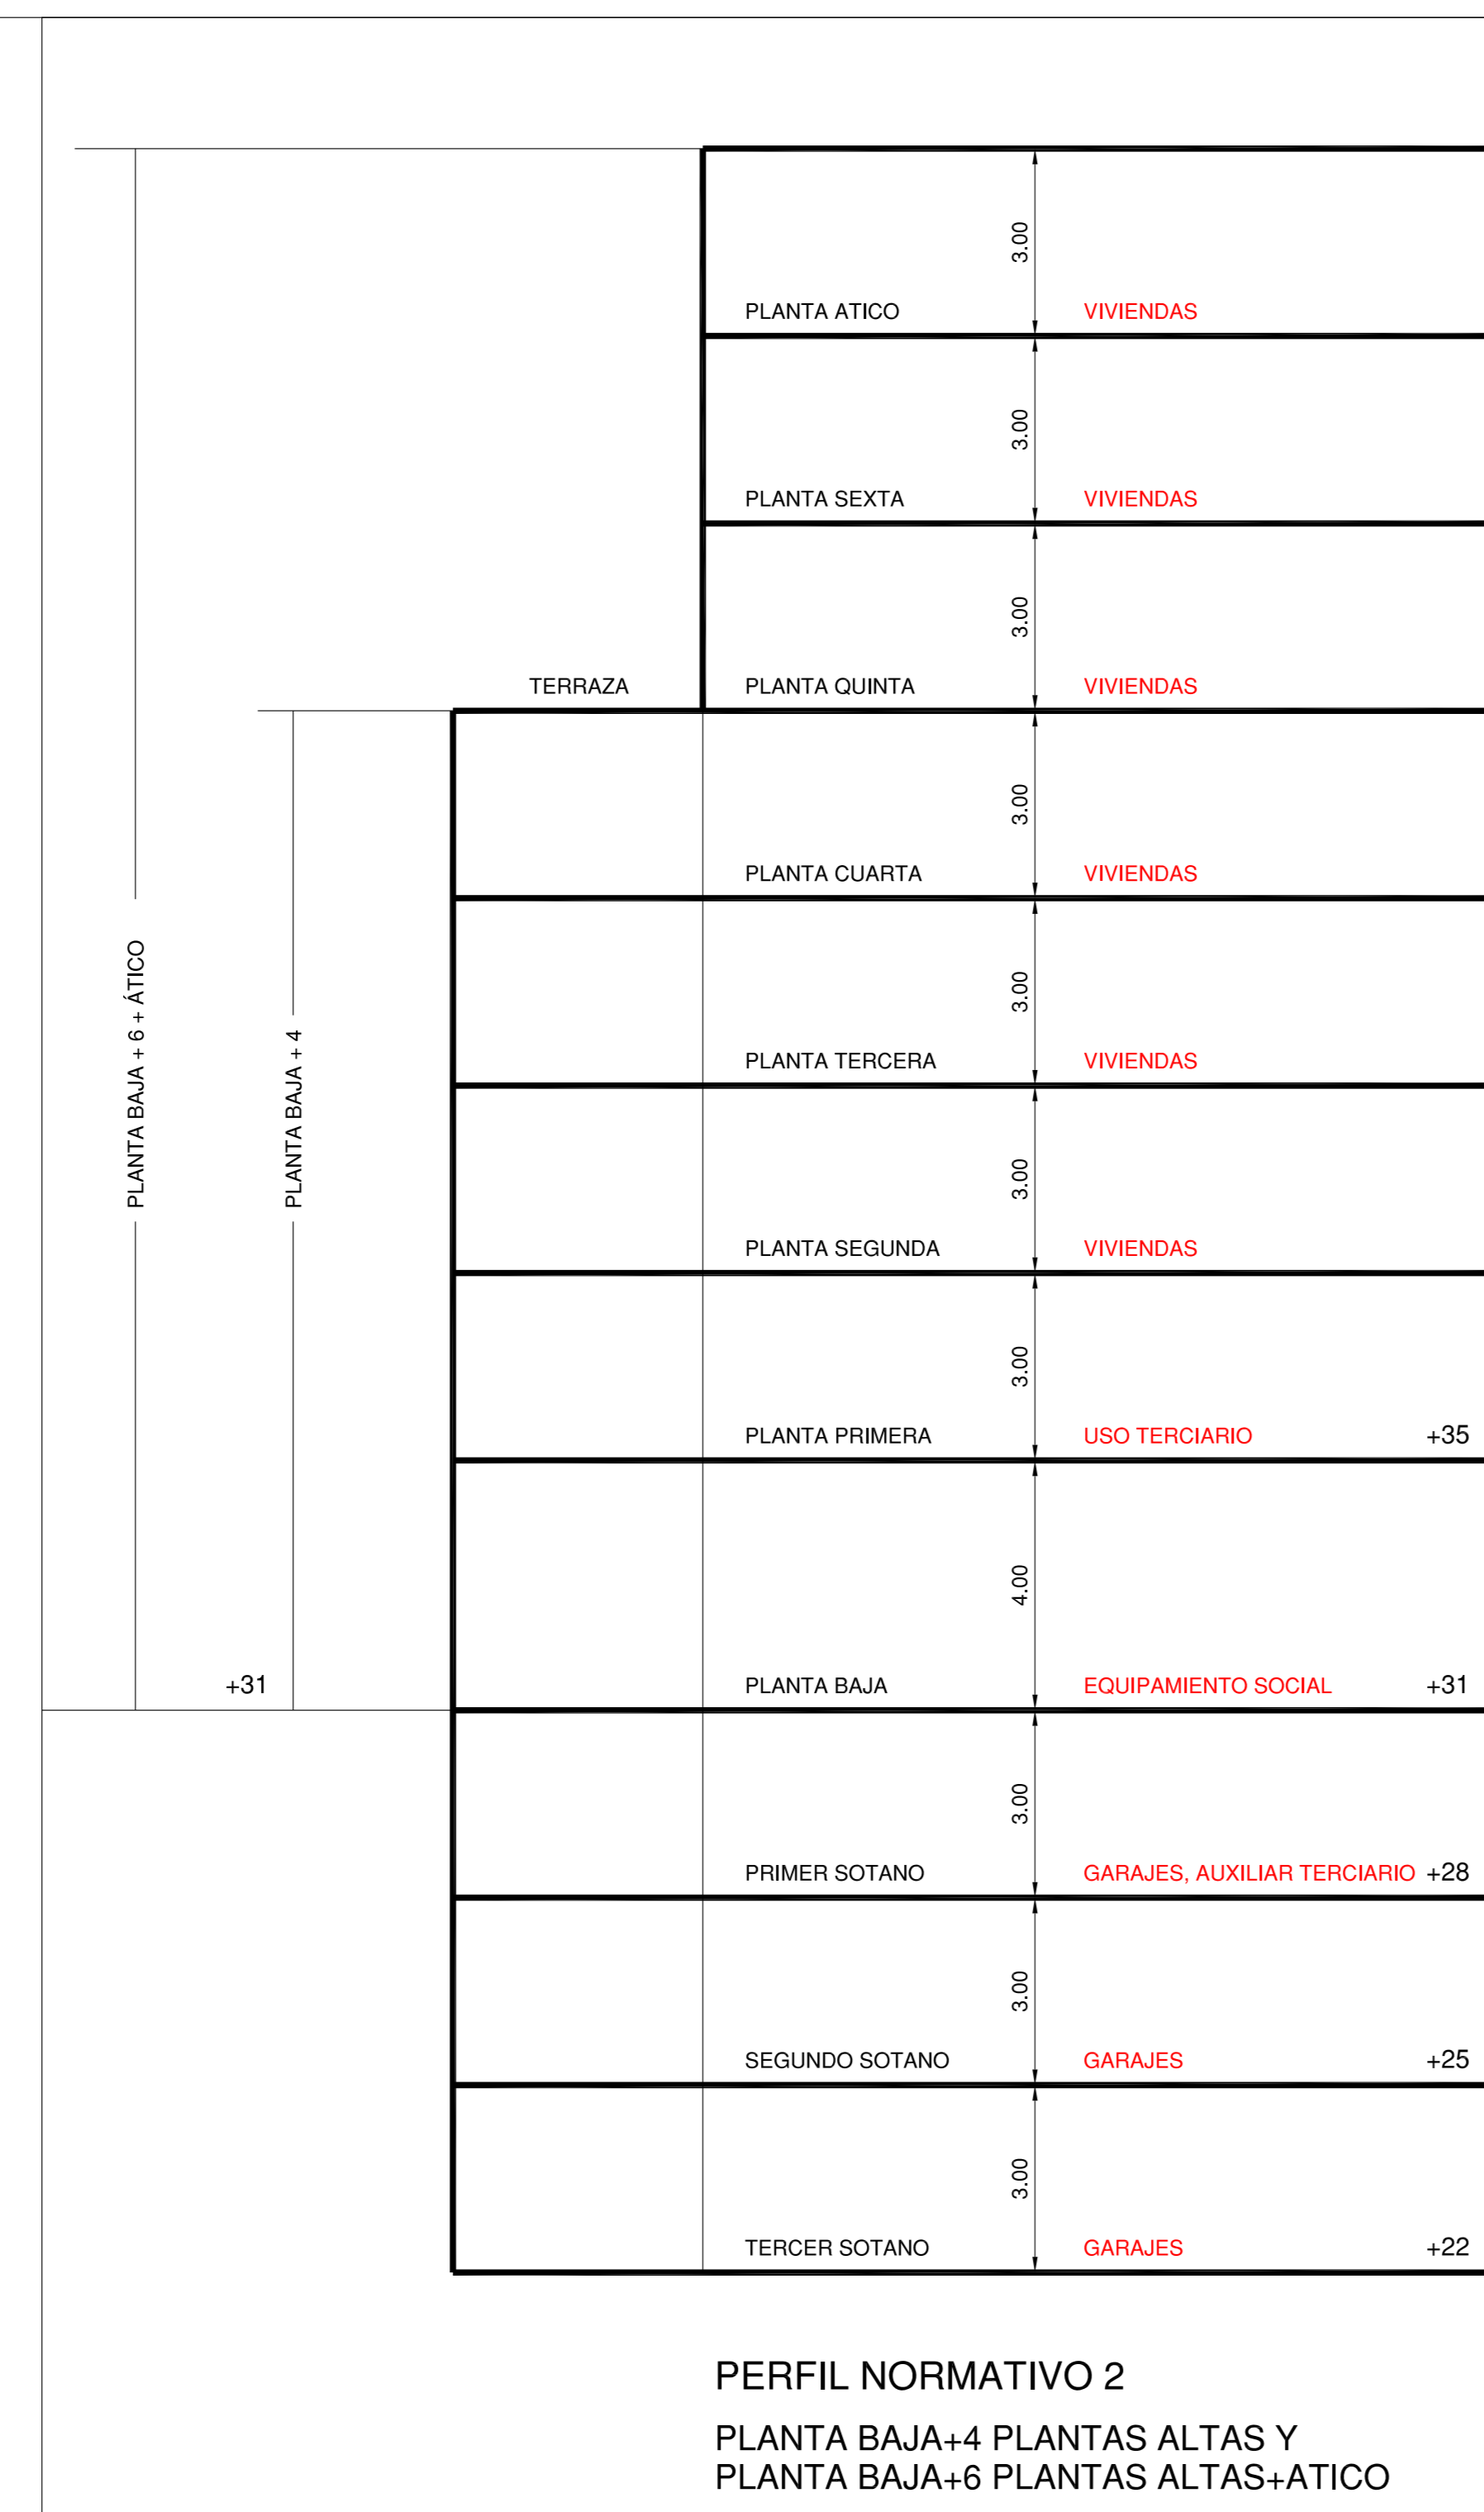 3.00
PLANTA ATICO VIVIENDAS
3.00
PLANTA SEXTA VIVIENDAS
3.00
TERRAZA PLANTA QUINTA VIVIENDAS
3.00
PLANTA CUARTA VIVIENDAS
PLANTA BAJA + 6 + ÁTICO
PLANTA BAJA + 4
3.00
PLANTA TERCERA VIVIENDAS
3.00
PLANTA SEGUNDA VIVIENDAS
3.00
PLANTA PRIMERA USO TERCIARIO +35
4.00
+31 PLANTA BAJA EQUIPAMIENTO SOCIAL +31
3.00
PRIMER SOTANO GARAJES, AUXILIAR TERCIARIO +28
3.00
SEGUNDO SOTANO GARAJES +25
3.00
TERCER SOTANO GARAJES +22
PERFIL NORMATIVO 2
PLANTA BAJA+4 PLANTAS ALTAS Y
PLANTA BAJA+6 PLANTAS ALTAS+ATICO